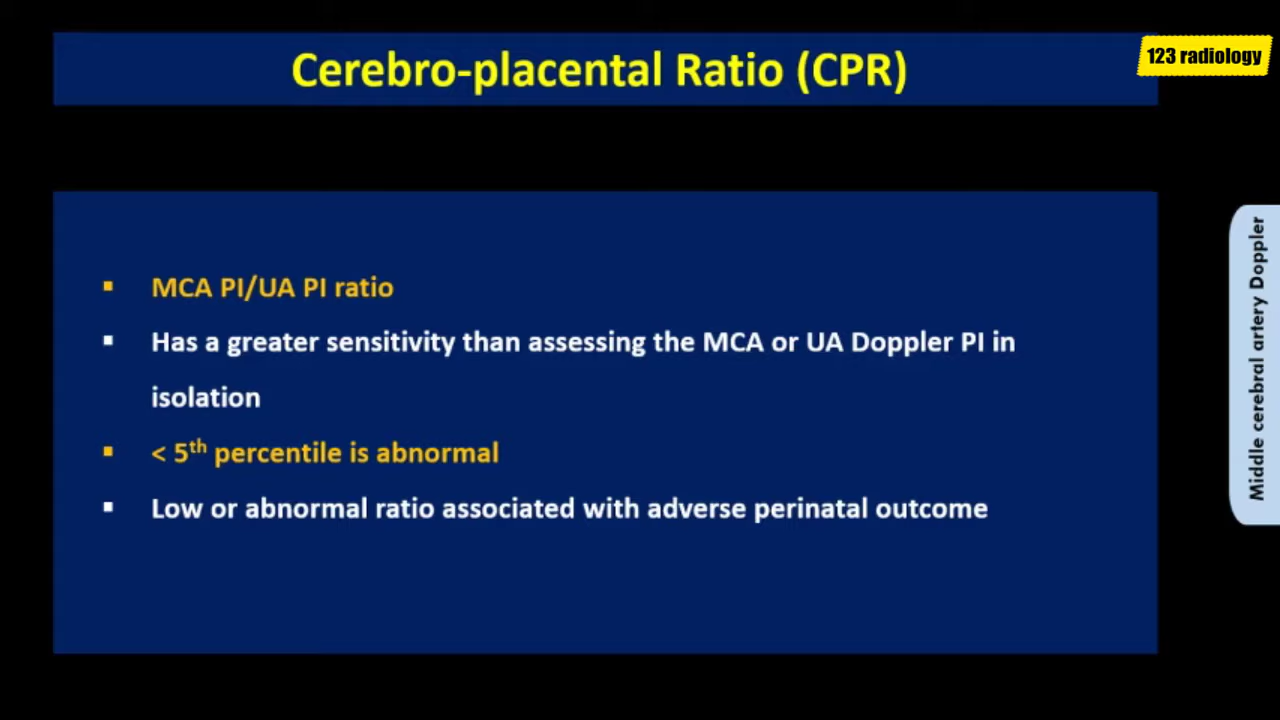 Cerebro-placental Ratio (CPR)
123 radiology
▪ MCA PI/UA PI ratio
▪ Has a greater sensitivity than assessing the MCA or UA Doppler PI in
isolation
▪ < 5th percentile is abnormal
▪ Low or abnormal ratio associated with adverse perinatal outcome
Middle cerebral artery Doppler